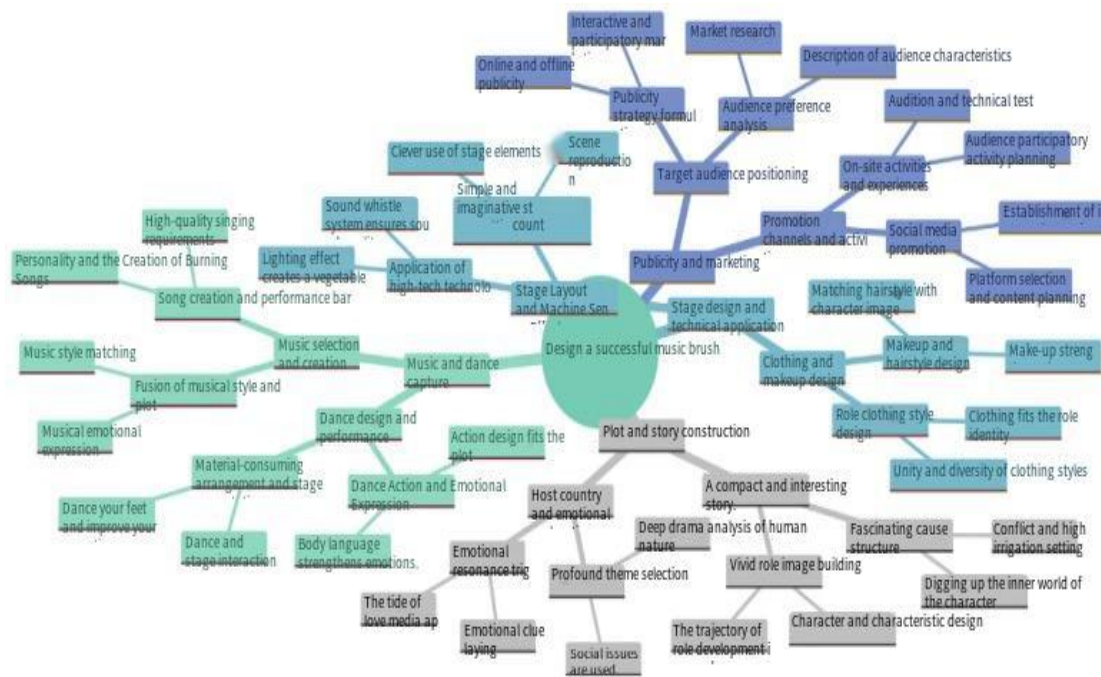 Interactive and
participatory mar
Market research
Online and offline
publicity
Description of audience characteristics
Publicity
strategy formul
Audience preference
analysis
Audition and technical test
Clever use of stage elements
Scene
reproductio
n
Target audience positioning
On-site activities
and experiences
Audience participatory
activity planning
Simple and
imaginative st
count
High-quality singing
requirements
Sound whistle
system ensures sou
Promotion
channels and activi
Social media
promotion
Establishment of i
Personality and the Creation of Burning
Songs
Lighting effect
creates a vegetable
Application of
high-tech technolo
Publicity and marketing
Platform selection
and content planning
Song creation and performance bar
Stage Layout
and Machine Sen
Stage design and
technical application
Matching hairstyle with
character image
Music style matching
Music selection
and creation
Music and dance
capture
Design a successful music brush
Clothing and
makeup design
Makeup and
hairstyle design
Make-up streng
Fusion of musical style and
plot
Musical emotional
expression
Dance design and
performance
Action design fits the
plot
Plot and story construction
Role clothing style
design
Clothing fits the role
identity
Material-consuming
arrangement and stage
Dance Action and Emotional
Expression
Unity and diversity of clothing styles
Dance your feet
and improve your
Dance and
stage interaction
Body language
strengthens emotions.
Host country
and emotional
A compact and interesting
story.
Deep drama analysis of human
nature
Fascinating cause
structure
Conflict and high
irrigation setting
Emotional
resonance trig
Profound theme selection
Vivid role image building
Digging up the inner world of
the character
The tide of
love media ap
Emotional clue
laying
Social issues
are used
The trajectory of
role development i
Character and characteristic design